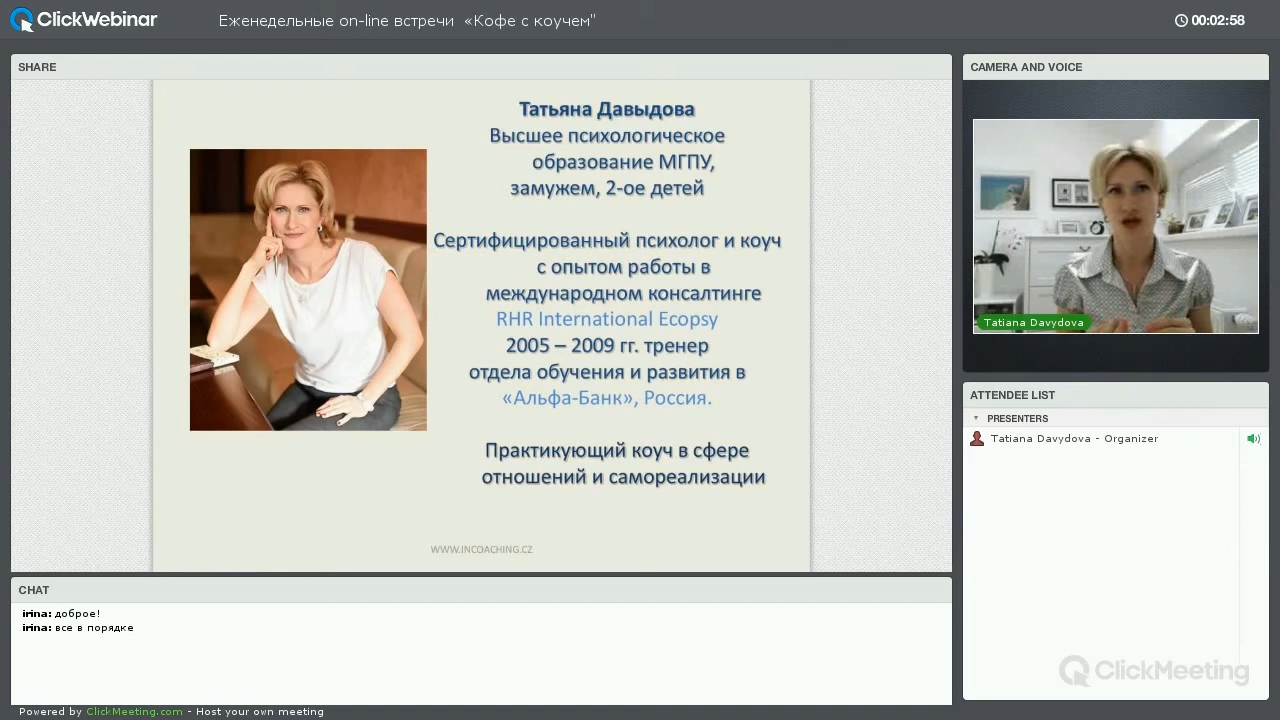 ClickWebinar
Еженедельные on-line встречи «Кофе с коучем"
00:02:58
SHARE
Татьяна Давыдова
Высшее психологическое
образование МГПУ,
замужем, 2-ое детей
Сертифицированный психолог и коуч
с опытом работы в
международном консалтинге
RHR International Ecopsy
2005 – 2009 гг. тренер
отдела обучения и развития в
«Альфа-Банк», Россия.
Практикующий коуч в сфере
отношений и самореализации
WWW.INCOACHING.CZ
CHAT
irina: доброе!
irina: все в порядке
CAMERA AND VOICE
Tatiana Davydova
ATTENDEE LIST
PRESENTERS
Tatiana Davydova - Organizer
ClickMeeting
Powered by ClickMeeting.com - Host your own meeting